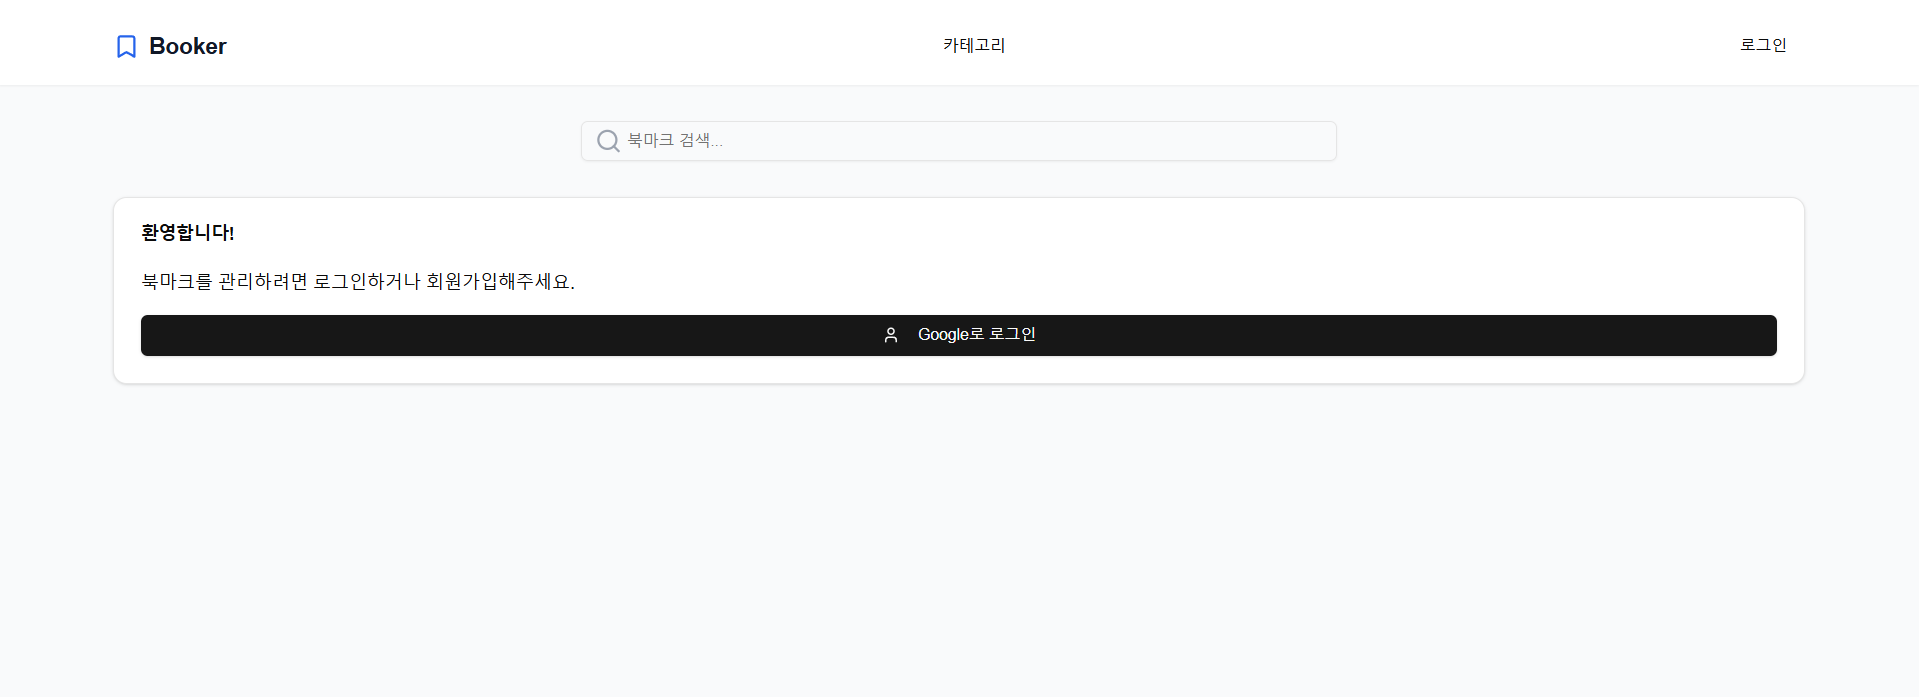 Booker
카테고리
로그인
북마크 검색...
환영합니다!
북마크를 관리하려면 로그인하거나 회원가입해주세요.
Google로 로그인